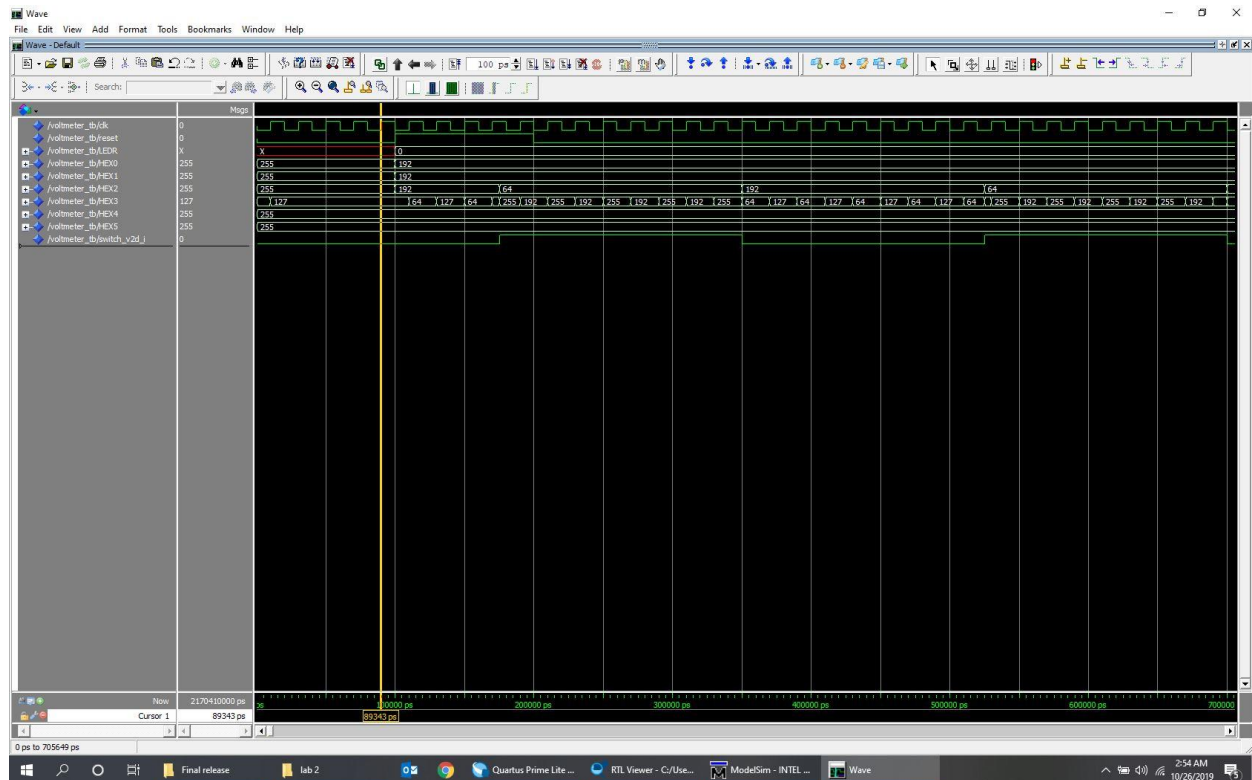 Wave
File Edit View Add Format Tools Bookmarks Window Help
Wave - Default
100 ps
Search:
Msgs
/voltmeter_tb/clk 0
/voltmeter_tb/reset 0
/voltmeter_tb/LEDR X X 0
/voltmeter_tb/HEX0 255 255 192
/voltmeter_tb/HEX1 255 255 192
/voltmeter_tb/HEX2 255 255 192 64 192 64
/voltmeter_tb/HEX3 127 127 64 127 64 255 192 255 192 255 192 255 192 255 64 127 64 127 64 127 64 127 64 255 192 255 192 255 192 255 192
/voltmeter_tb/HEX4 255 255
/voltmeter_tb/HEX5 255 255
/voltmeter_tb/switch_v2d_i 0
Now 2170410000 ps
200000 ps 300000 ps 400000 ps 500000 ps 600000 ps
Cursor 1 89343 ps 89343 ps
0 ps to 705649 ps
Final release lab 2 Quartus Prime Lite ... RTL Viewer - C:/Use... ModelSim - INTEL ... Wave
2:54 AM
10/26/2019